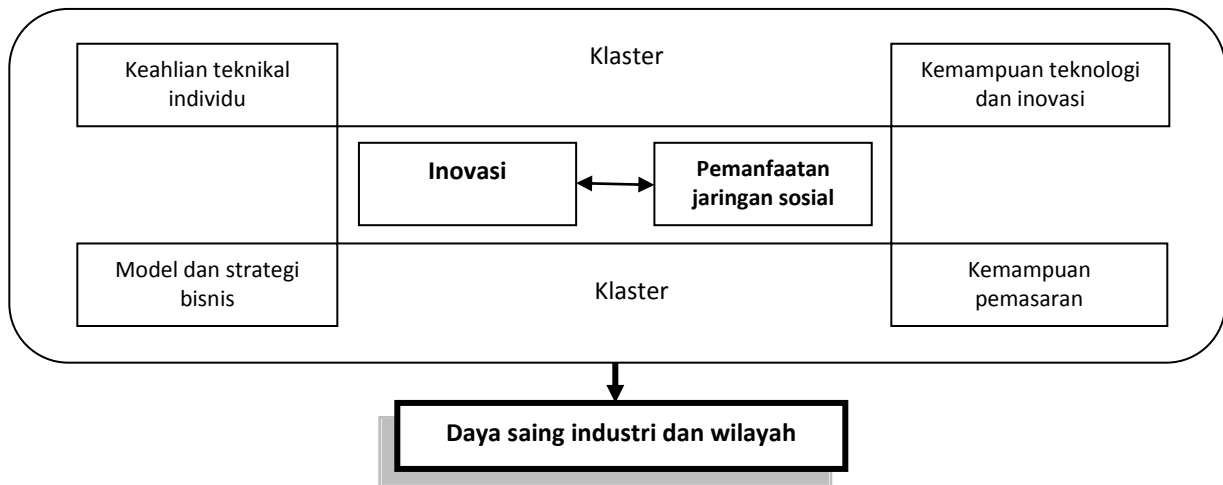 Klaster
Keahlian teknikal
individu
Kemampuan teknologi
dan inovasi
Inovasi
Pemanfaatan
jaringan sosial
Model dan strategi
bisnis
Klaster
Kemampuan
pemasaran
Daya saing industri dan wilayah